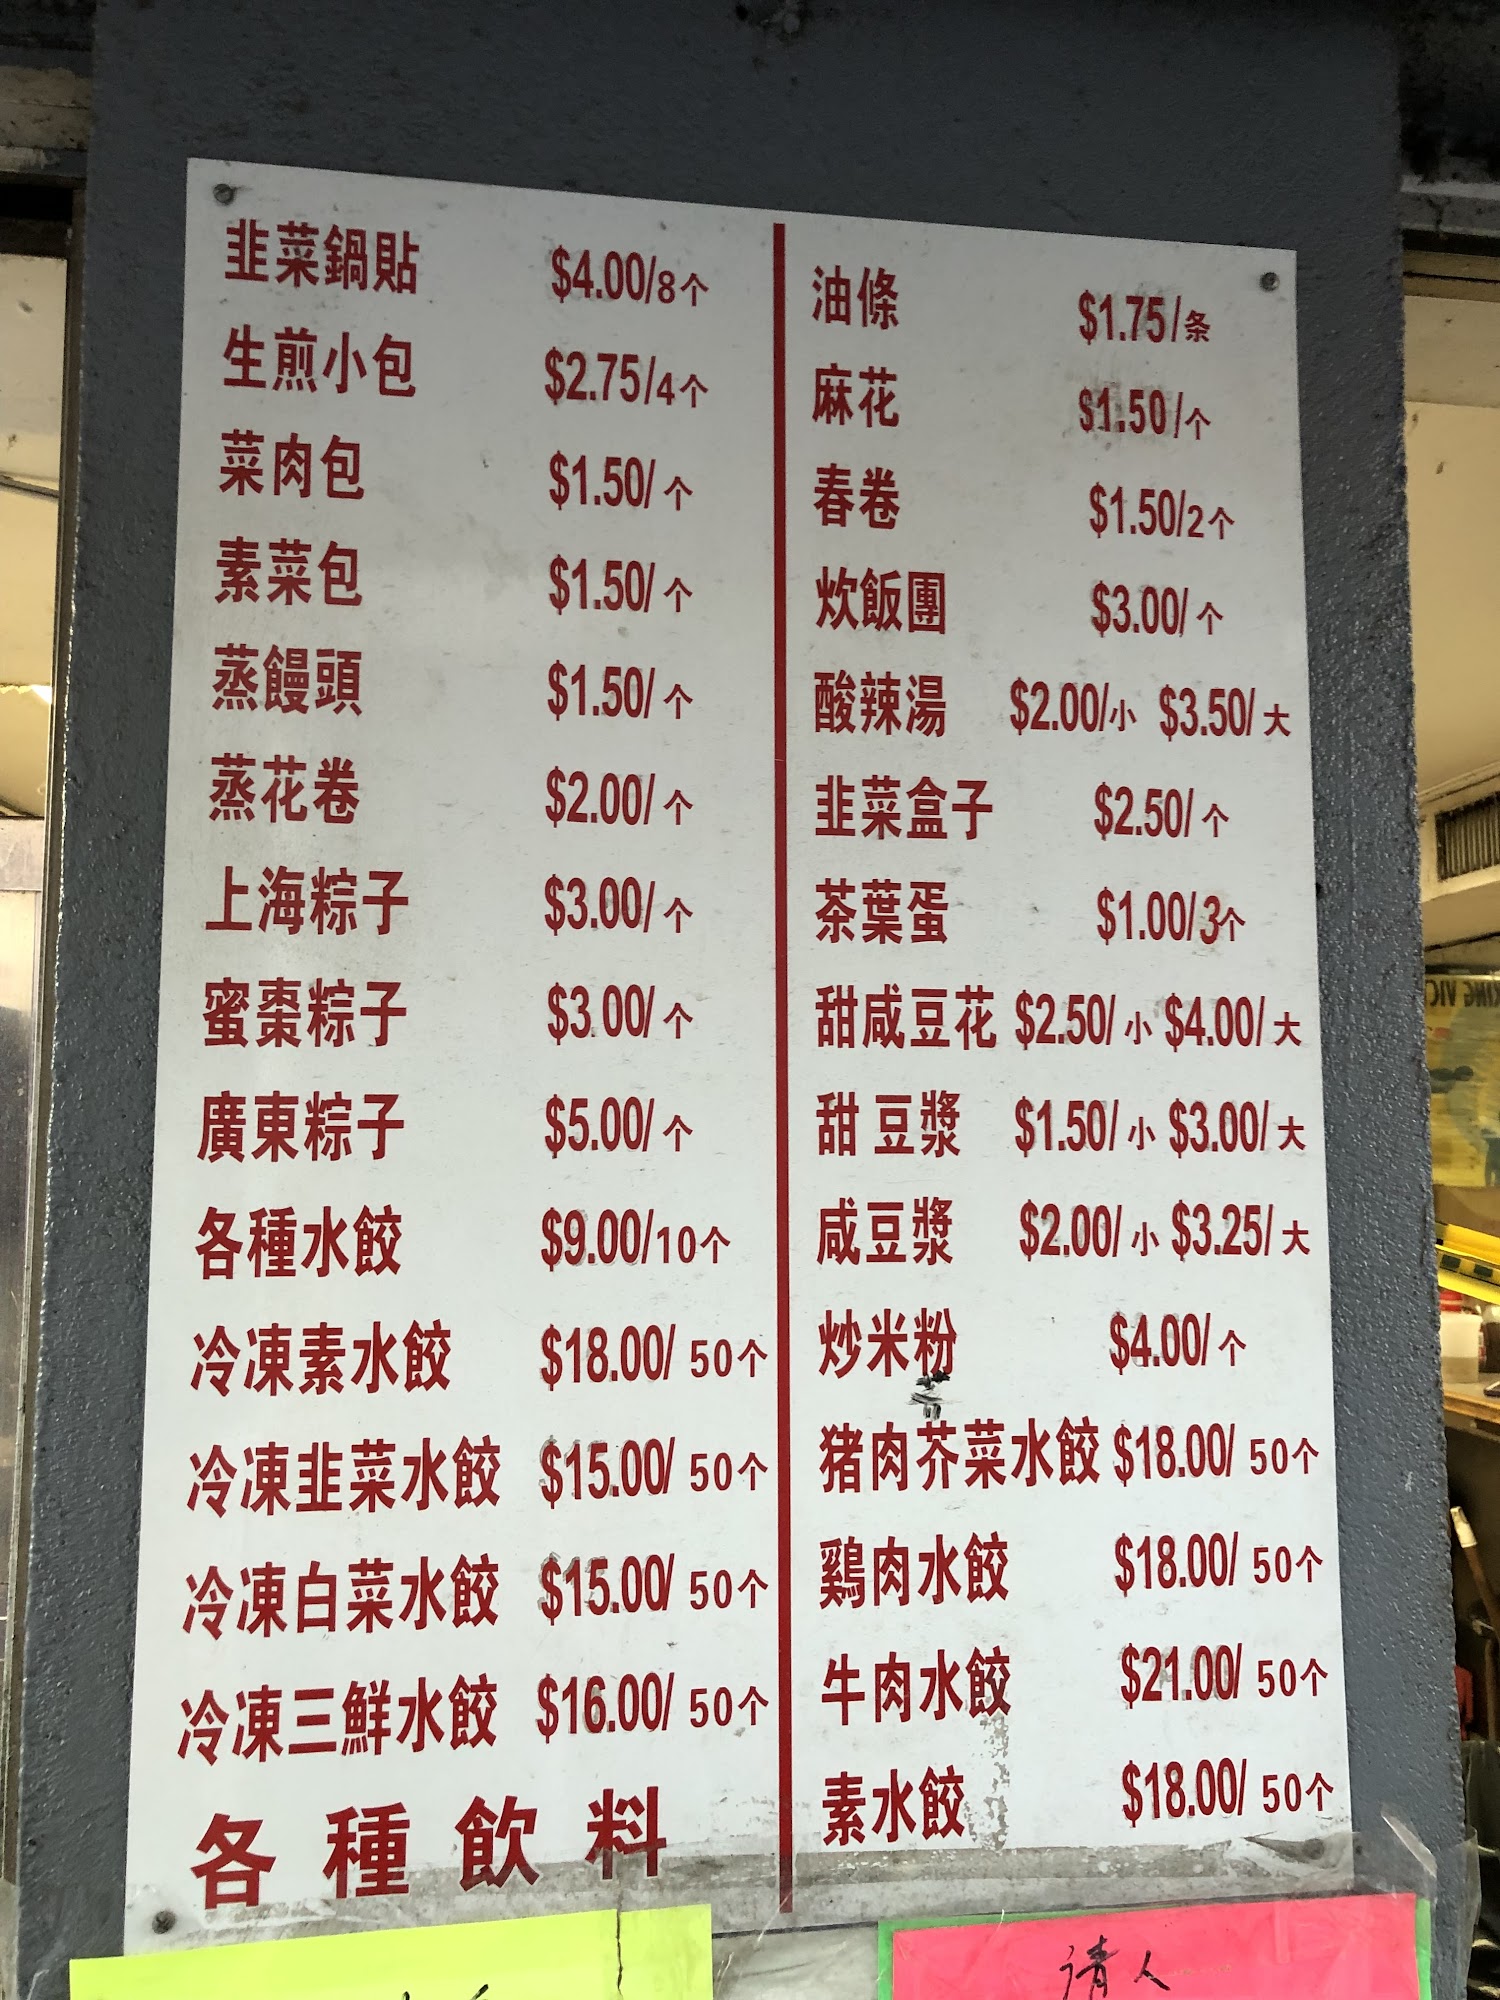 韭菜鍋貼 $4.00/8个
生煎小包 $2.75/4个
菜肉包 $1.50/个
素菜包 $1.50/个
蒸饅頭 $1.50/个
蒸花卷 $2.00/个
上海粽子 $3.00/个
蜜棗粽子 $3.00/个
廣東粽子 $5.00/个
各種水餃 $9.00/10个
冷凍素水餃 $18.00/50个
冷凍韭菜水餃 $15.00/50个
冷凍白菜水餃 $15.00/50个
冷凍三鮮水餃 $16.00/50个
各種飲料
油條 $1.75/条
麻花 $1.50/个
春卷 $1.50/2个
炊飯團 $3.00/个
酸辣湯 $2.00/小 $3.50/大
韭菜盒子 $2.50/个
茶葉蛋 $1.00/3个
甜咸豆花 $2.50/小 $4.00/大
甜豆漿 $1.50/小 $3.00/大
咸豆漿 $2.00/小 $3.25/大
炒米粉 $4.00/个
猪肉芥菜水餃 $18.00/50个
鷄肉水餃 $18.00/50个
牛肉水餃 $21.00/50个
素水餃 $18.00/50个
请人